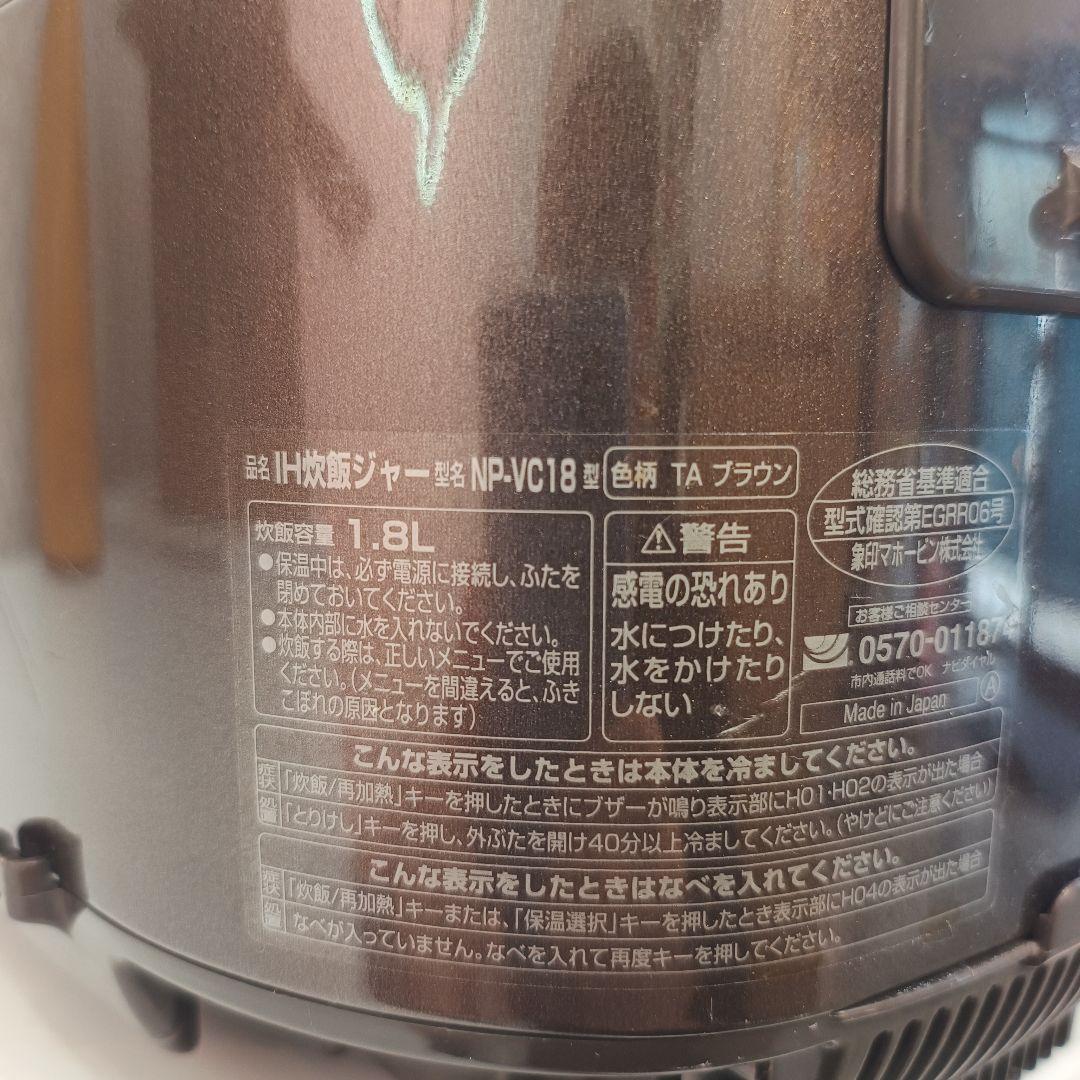 品名 IH炊飯ジャー 型名 NP-VC18 型
色柄 TA ブラウン
総務省基準適合
型式確認第EGRR06号
象印マホービン株式会社
炊飯容量 1.8L
●保温中は、必ず電源に接続し、ふたを
閉めておいてください。
●本体内部に水を入れないでください。
●炊飯する際は、正しいメニューでご使用
ください。(メニューを間違えると、ふき
こぼれの原因となります)
⚠警告
感電の恐れあり
水につけたり、
水をかけたり
しない
お客様ご相談センター
0570-011874
市内通話料でOK ナビダイヤル
Made in Japan
A
こんな表示をしたときは本体を冷ましてください。
症状 「炊飯/再加熱」キーを押したときにブザーが鳴り表示部にH01・H02の表示が出た場合
処置 「とりけし」キーを押し、外ぶたを開け40分以上冷ましてください。(やけどにご注意ください)
こんな表示をしたときはなべを入れてください。
症状 「炊飯/再加熱」キーまたは、「保温選択」キーを押したとき表示部にH04の表示が出た場合
処置 なべが入っていません。なべを入れて再度キーを押してください。